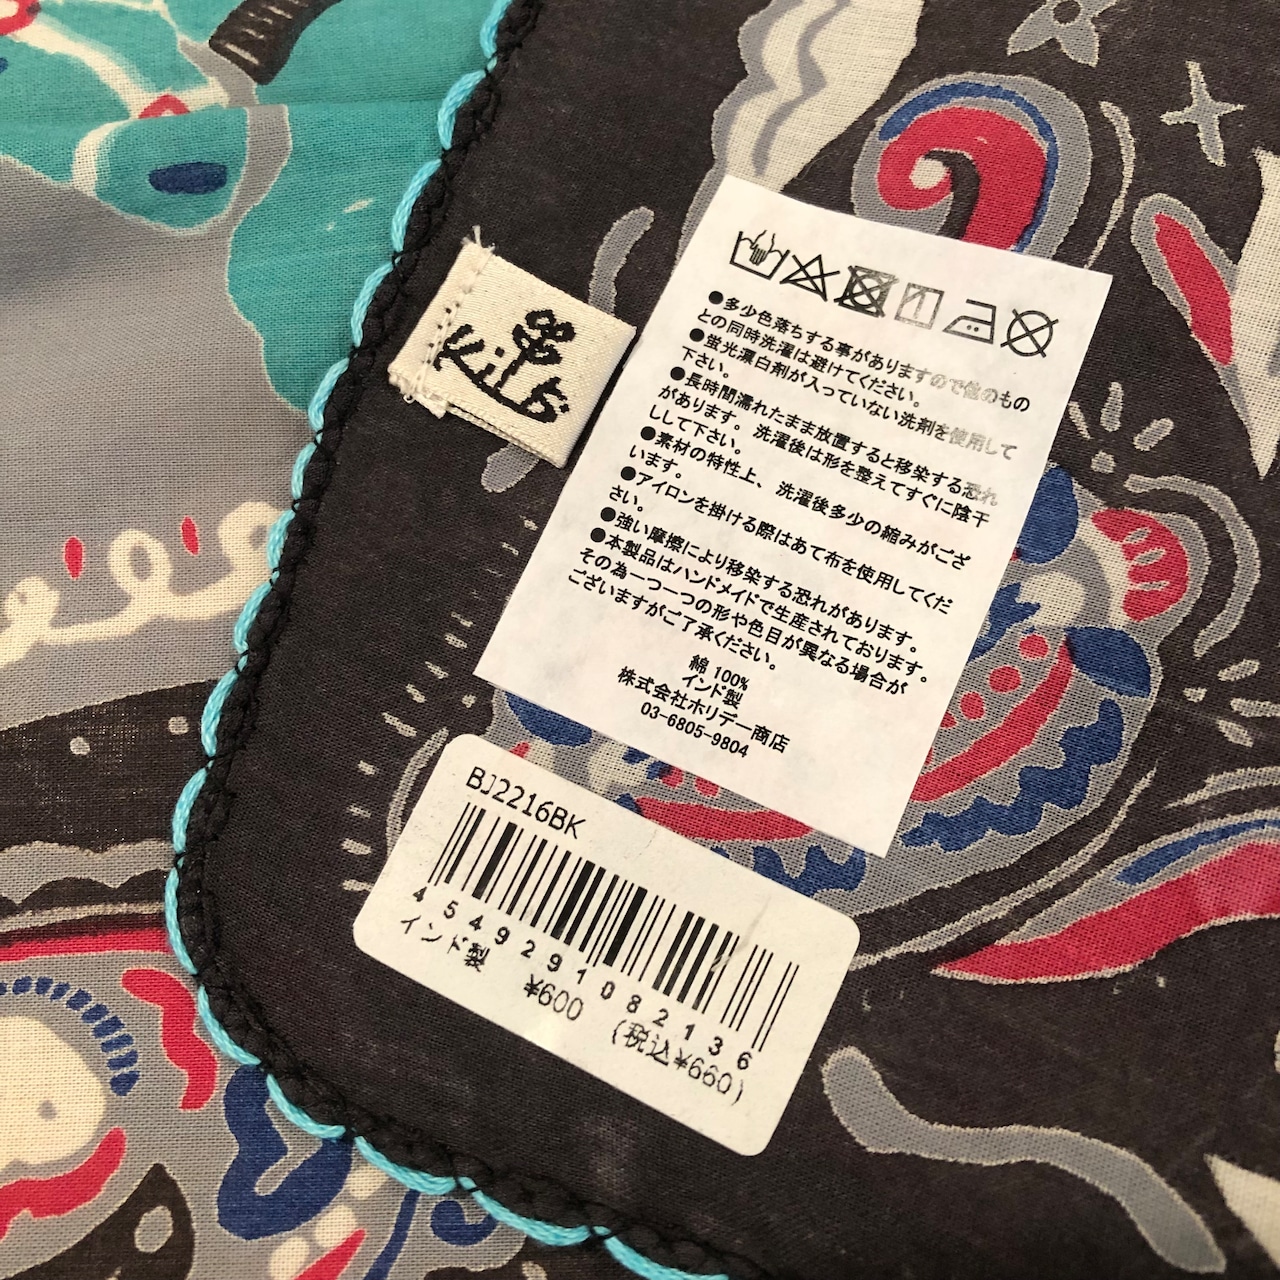 Kilki
●多少色落ちする事がありますので他のもの
との同時洗濯は避けてください。
●蛍光漂白剤が入っていない洗剤を使用して
下さい。
●長時間濡れたまま放置すると移染する恐れ
があります。洗濯後は形を整えてすぐに陰干
しして下さい。
●素材の特性上、洗濯後多少の縮みがござ
います。
●アイロンを掛ける際はあて布を使用してくだ
さい。
●強い摩擦により移染する恐れがあります。
●本製品はハンドメイドで生産されております。
その為一つ一つの形や色目が異なる場合が
ございますがご了承ください。
綿 100%
インド製
株式会社ホリデー商店
03-6805-9804
BJ2216BK
4549291082136
インド製
¥600 (税込¥660)